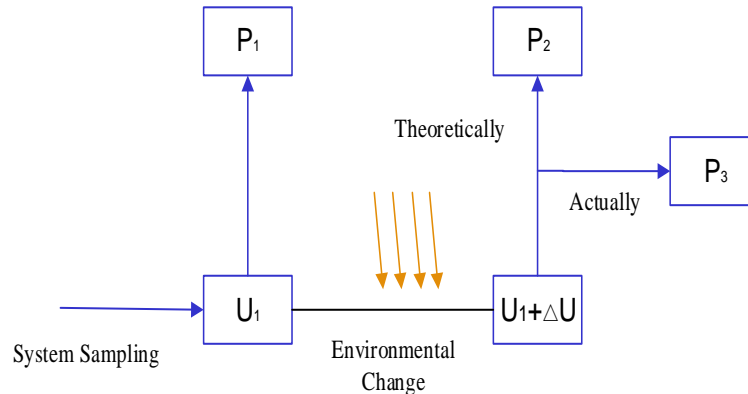 P₁
P₂
Theoretically
P₃
Actually
U₁
U₁+△U
System Sampling
Environmental
Change